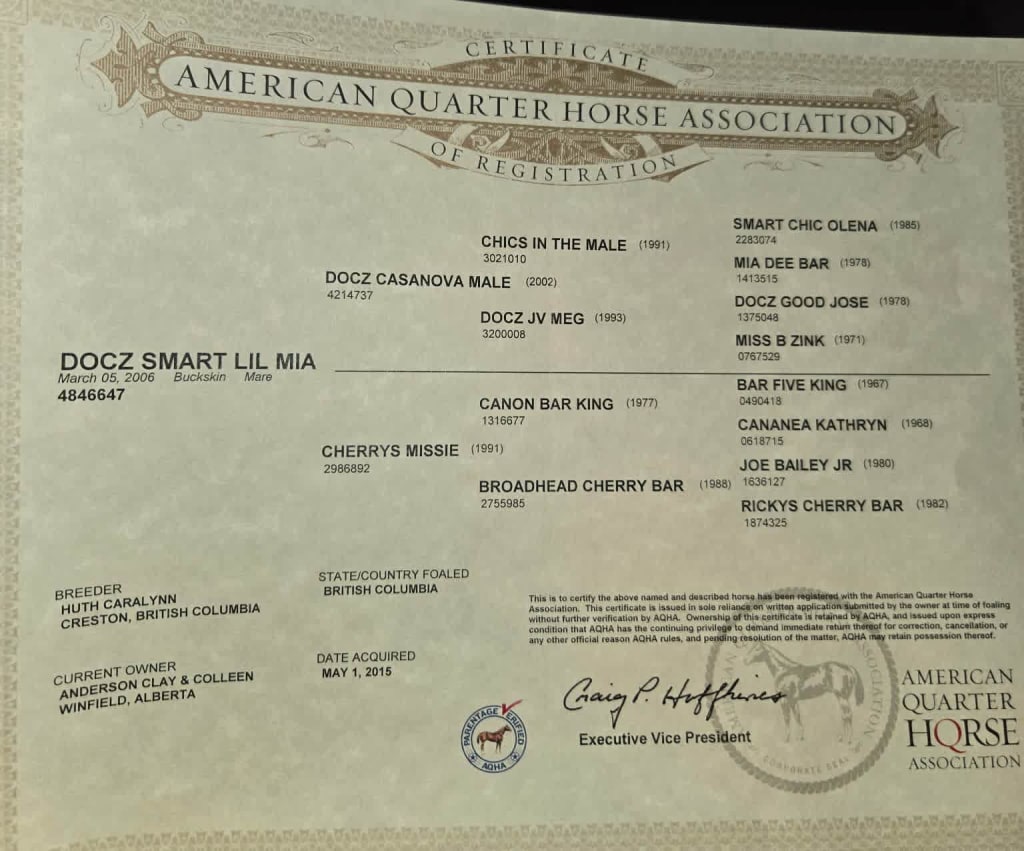 CERTIFICATE
AMERICAN QUARTER HORSE ASSOCIATION
OF REGISTRATION
SMART CHIC OLENA (1985)
2283074
CHICS IN THE MALE (1991)
3021010
MIA DEE BAR (1978)
1413515
DOCZ CASANOVA MALE (2002)
4214737
DOCZ GOOD JOSE (1978)
1375048
DOCZ JV MEG (1993)
3200008
MISS B ZINK (1971)
0767529
DOCZ SMART LIL MIA
March 05, 2006 Buckskin Mare
4846647
BAR FIVE KING (1967)
0490418
CANON BAR KING (1977)
1316677
CANANEA KATHRYN (1968)
0618715
CHERRYS MISSIE (1991)
2986892
JOE BAILEY JR (1980)
1636127
BROADHEAD CHERRY BAR (1988)
2755985
RICKYS CHERRY BAR (1982)
1874325
BREEDER
HUTH CARALYNN
CRESTON, BRITISH COLUMBIA
STATE/COUNTRY FOALED
BRITISH COLUMBIA
CURRENT OWNER
ANDERSON CLAY & COLLEEN
WINFIELD, ALBERTA
DATE ACQUIRED
MAY 1, 2015
This is to certify the above named and described horse has been registered with the American Quarter Horse
Association. This certificate is issued in sole reliance on written application submitted by the owner at time of foaling
without further verification by AQHA. Ownership of this certificate is retained by AQHA, and issued upon express
condition that AQHA has the continuing privilege to demand immediate return thereof for correction, cancellation, or
any other official reason AQHA rules, and pending resolution of the matter, AQHA may retain possession thereof.
PARENTAGE VERIFIED
AQHA
Craig P. Huffhines
Executive Vice President
CORPORATE SEAL
AMERICAN
QUARTER
HORSE
ASSOCIATION